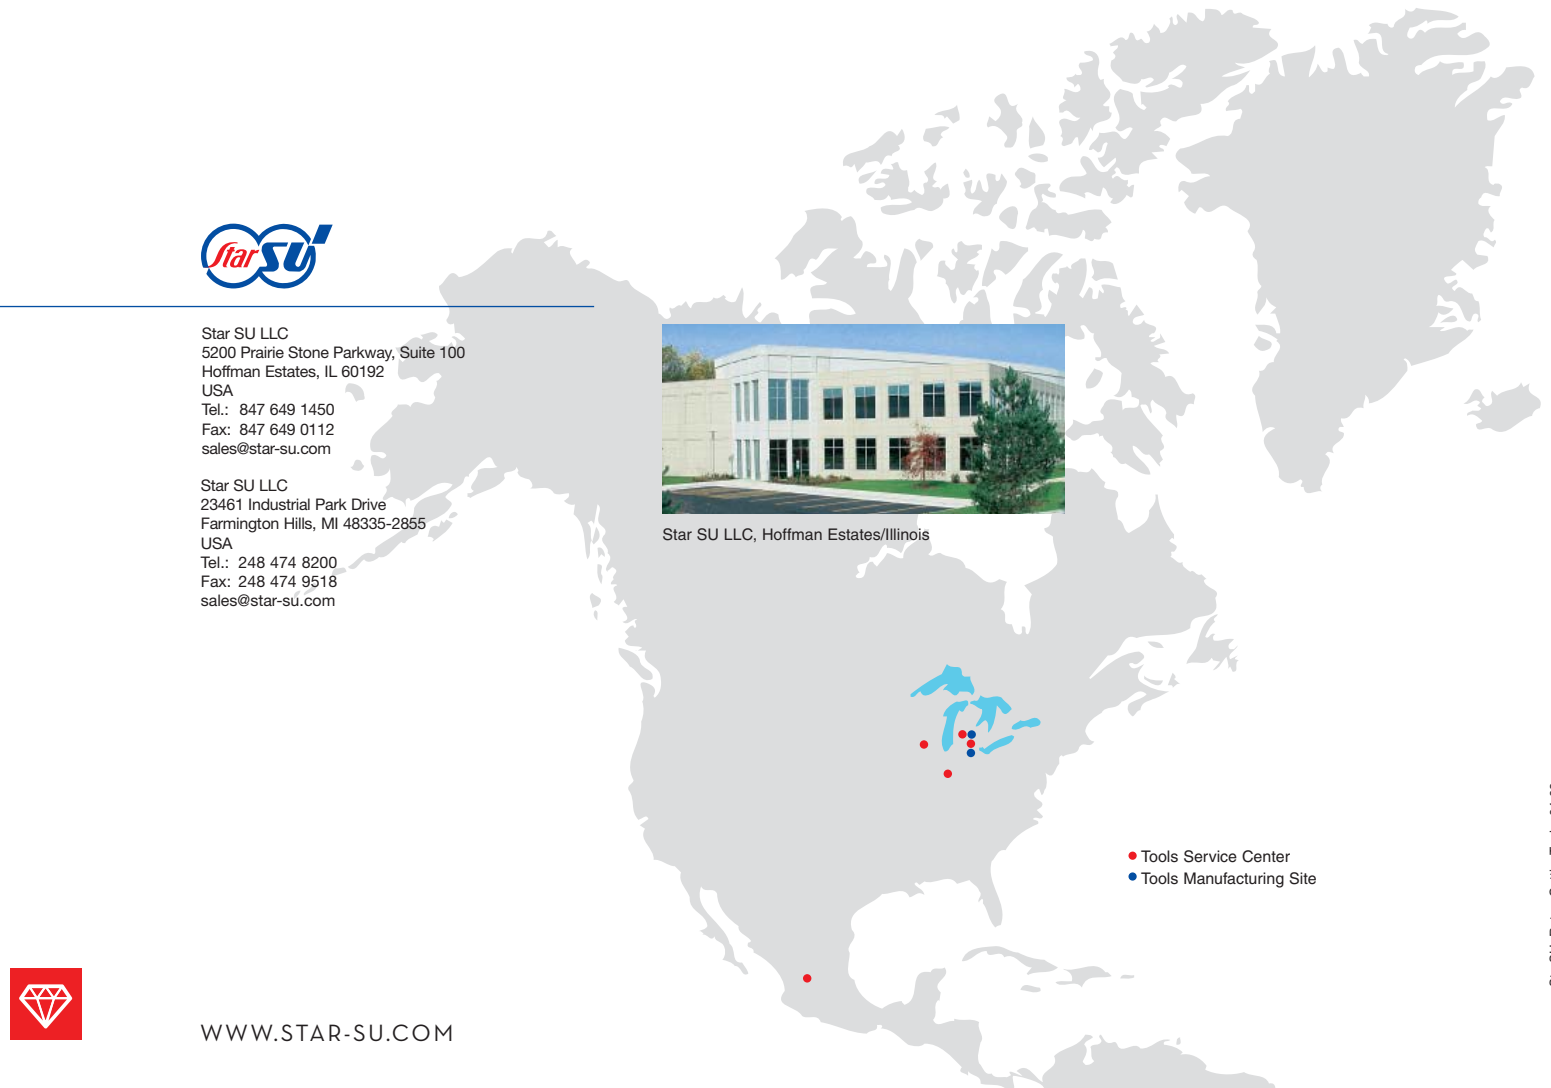 Star SU
Star SU LLC
5200 Prairie Stone Parkway, Suite 100
Hoffman Estates, IL 60192
USA
Tel.: 847 649 1450
Fax: 847 649 0112
sales@star-su.com
Star SU LLC
23461 Industrial Park Drive
Farmington Hills, MI 48335-2855
USA
Tel.: 248 474 8200
Fax: 248 474 9518
sales@star-su.com
Star SU LLC, Hoffman Estates/Illinois
Tools Service Center
Tools Manufacturing Site
WWW.STAR-SU.COM